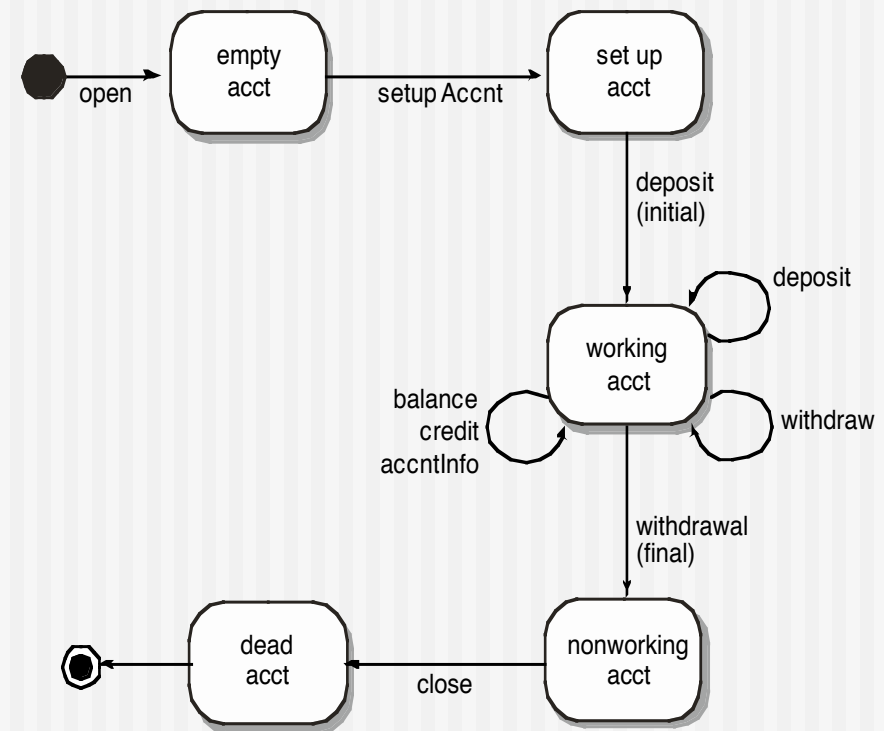 empty
acct
set up
acct
open
setup Accnt
deposit
(initial)
deposit
working
acct
balance
credit
accntInfo
withdraw
withdrawal
(final)
dead
acct
nonworking
acct
close